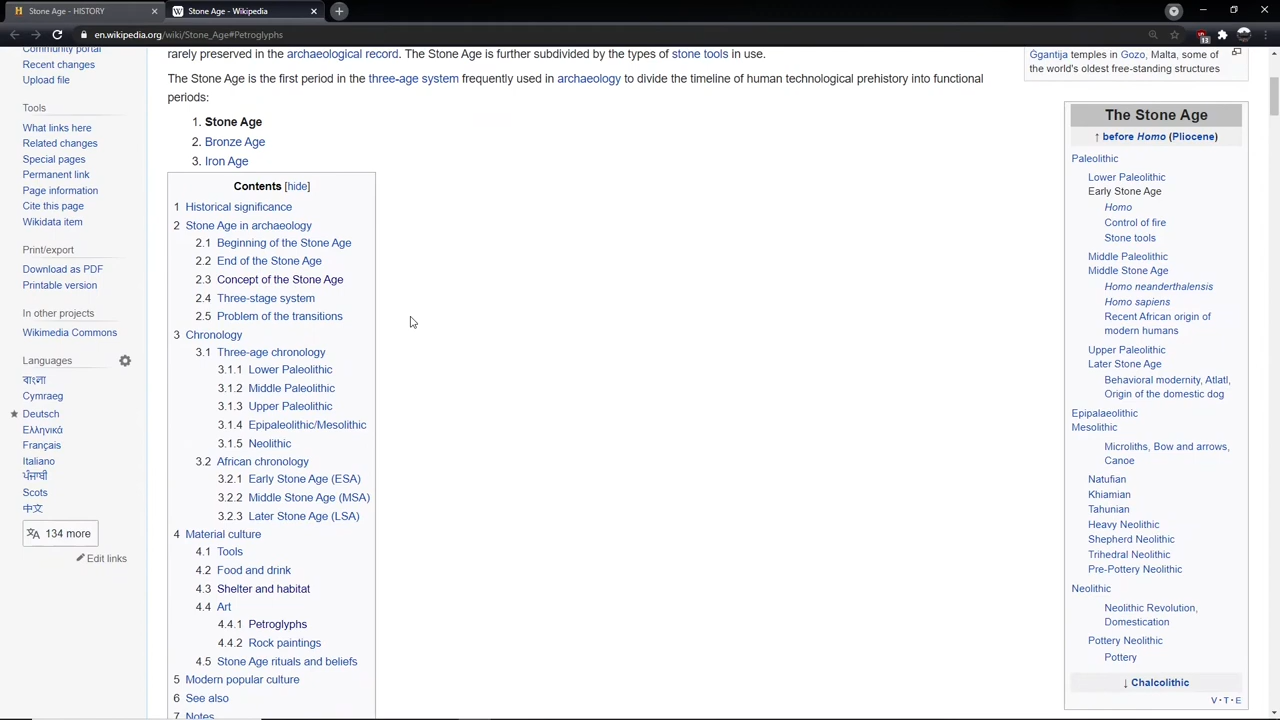 Stone Age - HISTORY
Stone Age - Wikipedia
en.wikipedia.org/wiki/Stone_Age#Petroglyphs
13
Community portal
Recent changes
Upload file
Tools
What links here
Related changes
Special pages
Permanent link
Page information
Cite this page
Wikidata item
Print/export
Download as PDF
Printable version
In other projects
Wikimedia Commons
Languages
বাংলা
Cymraeg
Deutsch
Ελληνικά
Français
Italiano
ਪੰਜਾਬੀ
Scots
中文
134 more
Edit links
rarely preserved in the archaeological record. The Stone Age is further subdivided by the types of stone tools in use.
The Stone Age is the first period in the three-age system frequently used in archaeology to divide the timeline of human technological prehistory into functional
periods:
1. Stone Age
2. Bronze Age
3. Iron Age
Contents [hide]
1 Historical significance
2 Stone Age in archaeology
2.1 Beginning of the Stone Age
2.2 End of the Stone Age
2.3 Concept of the Stone Age
2.4 Three-stage system
2.5 Problem of the transitions
3 Chronology
3.1 Three-age chronology
3.1.1 Lower Paleolithic
3.1.2 Middle Paleolithic
3.1.3 Upper Paleolithic
3.1.4 Epipaleolithic/Mesolithic
3.1.5 Neolithic
3.2 African chronology
3.2.1 Early Stone Age (ESA)
3.2.2 Middle Stone Age (MSA)
3.2.3 Later Stone Age (LSA)
4 Material culture
4.1 Tools
4.2 Food and drink
4.3 Shelter and habitat
4.4 Art
4.4.1 Petroglyphs
4.4.2 Rock paintings
4.5 Stone Age rituals and beliefs
5 Modern popular culture
6 See also
7 Notes
Ġgantija temples in Gozo, Malta, some of
the world's oldest free-standing structures
The Stone Age
↑ before Homo (Pliocene)
Paleolithic
Lower Paleolithic
Early Stone Age
Homo
Control of fire
Stone tools
Middle Paleolithic
Middle Stone Age
Homo neanderthalensis
Homo sapiens
Recent African origin of
modern humans
Upper Paleolithic
Later Stone Age
Behavioral modernity, Atlatl,
Origin of the domestic dog
Epipalaeolithic
Mesolithic
Microliths, Bow and arrows,
Canoe
Natufian
Khiamian
Tahunian
Heavy Neolithic
Shepherd Neolithic
Trihedral Neolithic
Pre-Pottery Neolithic
Neolithic
Neolithic Revolution,
Domestication
Pottery Neolithic
Pottery
↓ Chalcolithic
V · T · E